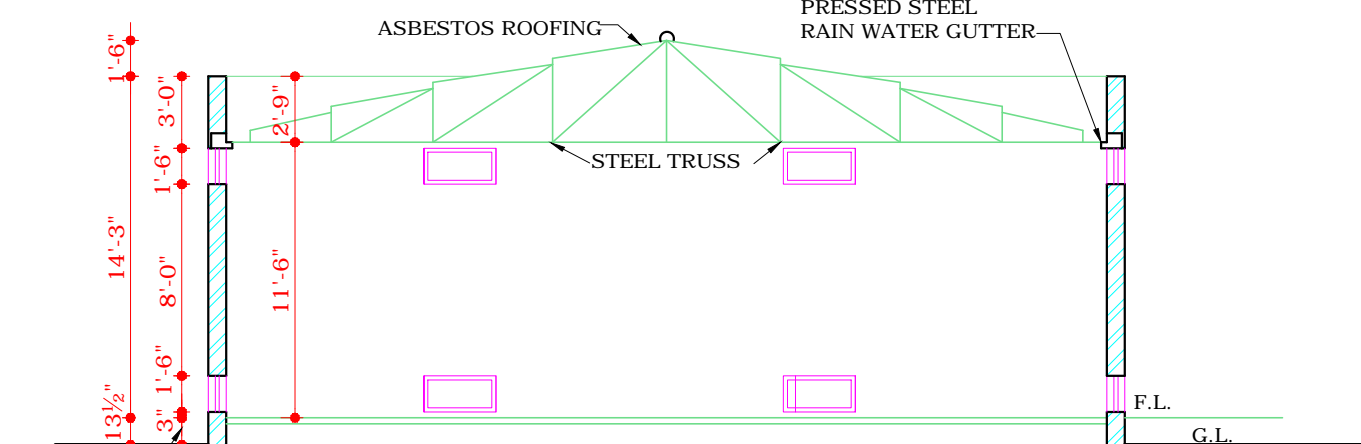 PRESSED STEEL
RAIN WATER GUTTER
ASBESTOS ROOFING
1'-6"
3'-0"
2'-9"
STEEL TRUSS
1'-6"
14'-3"
8'-0"
11'-6"
1'-6"
13½"
3"
F.L.
G.L.